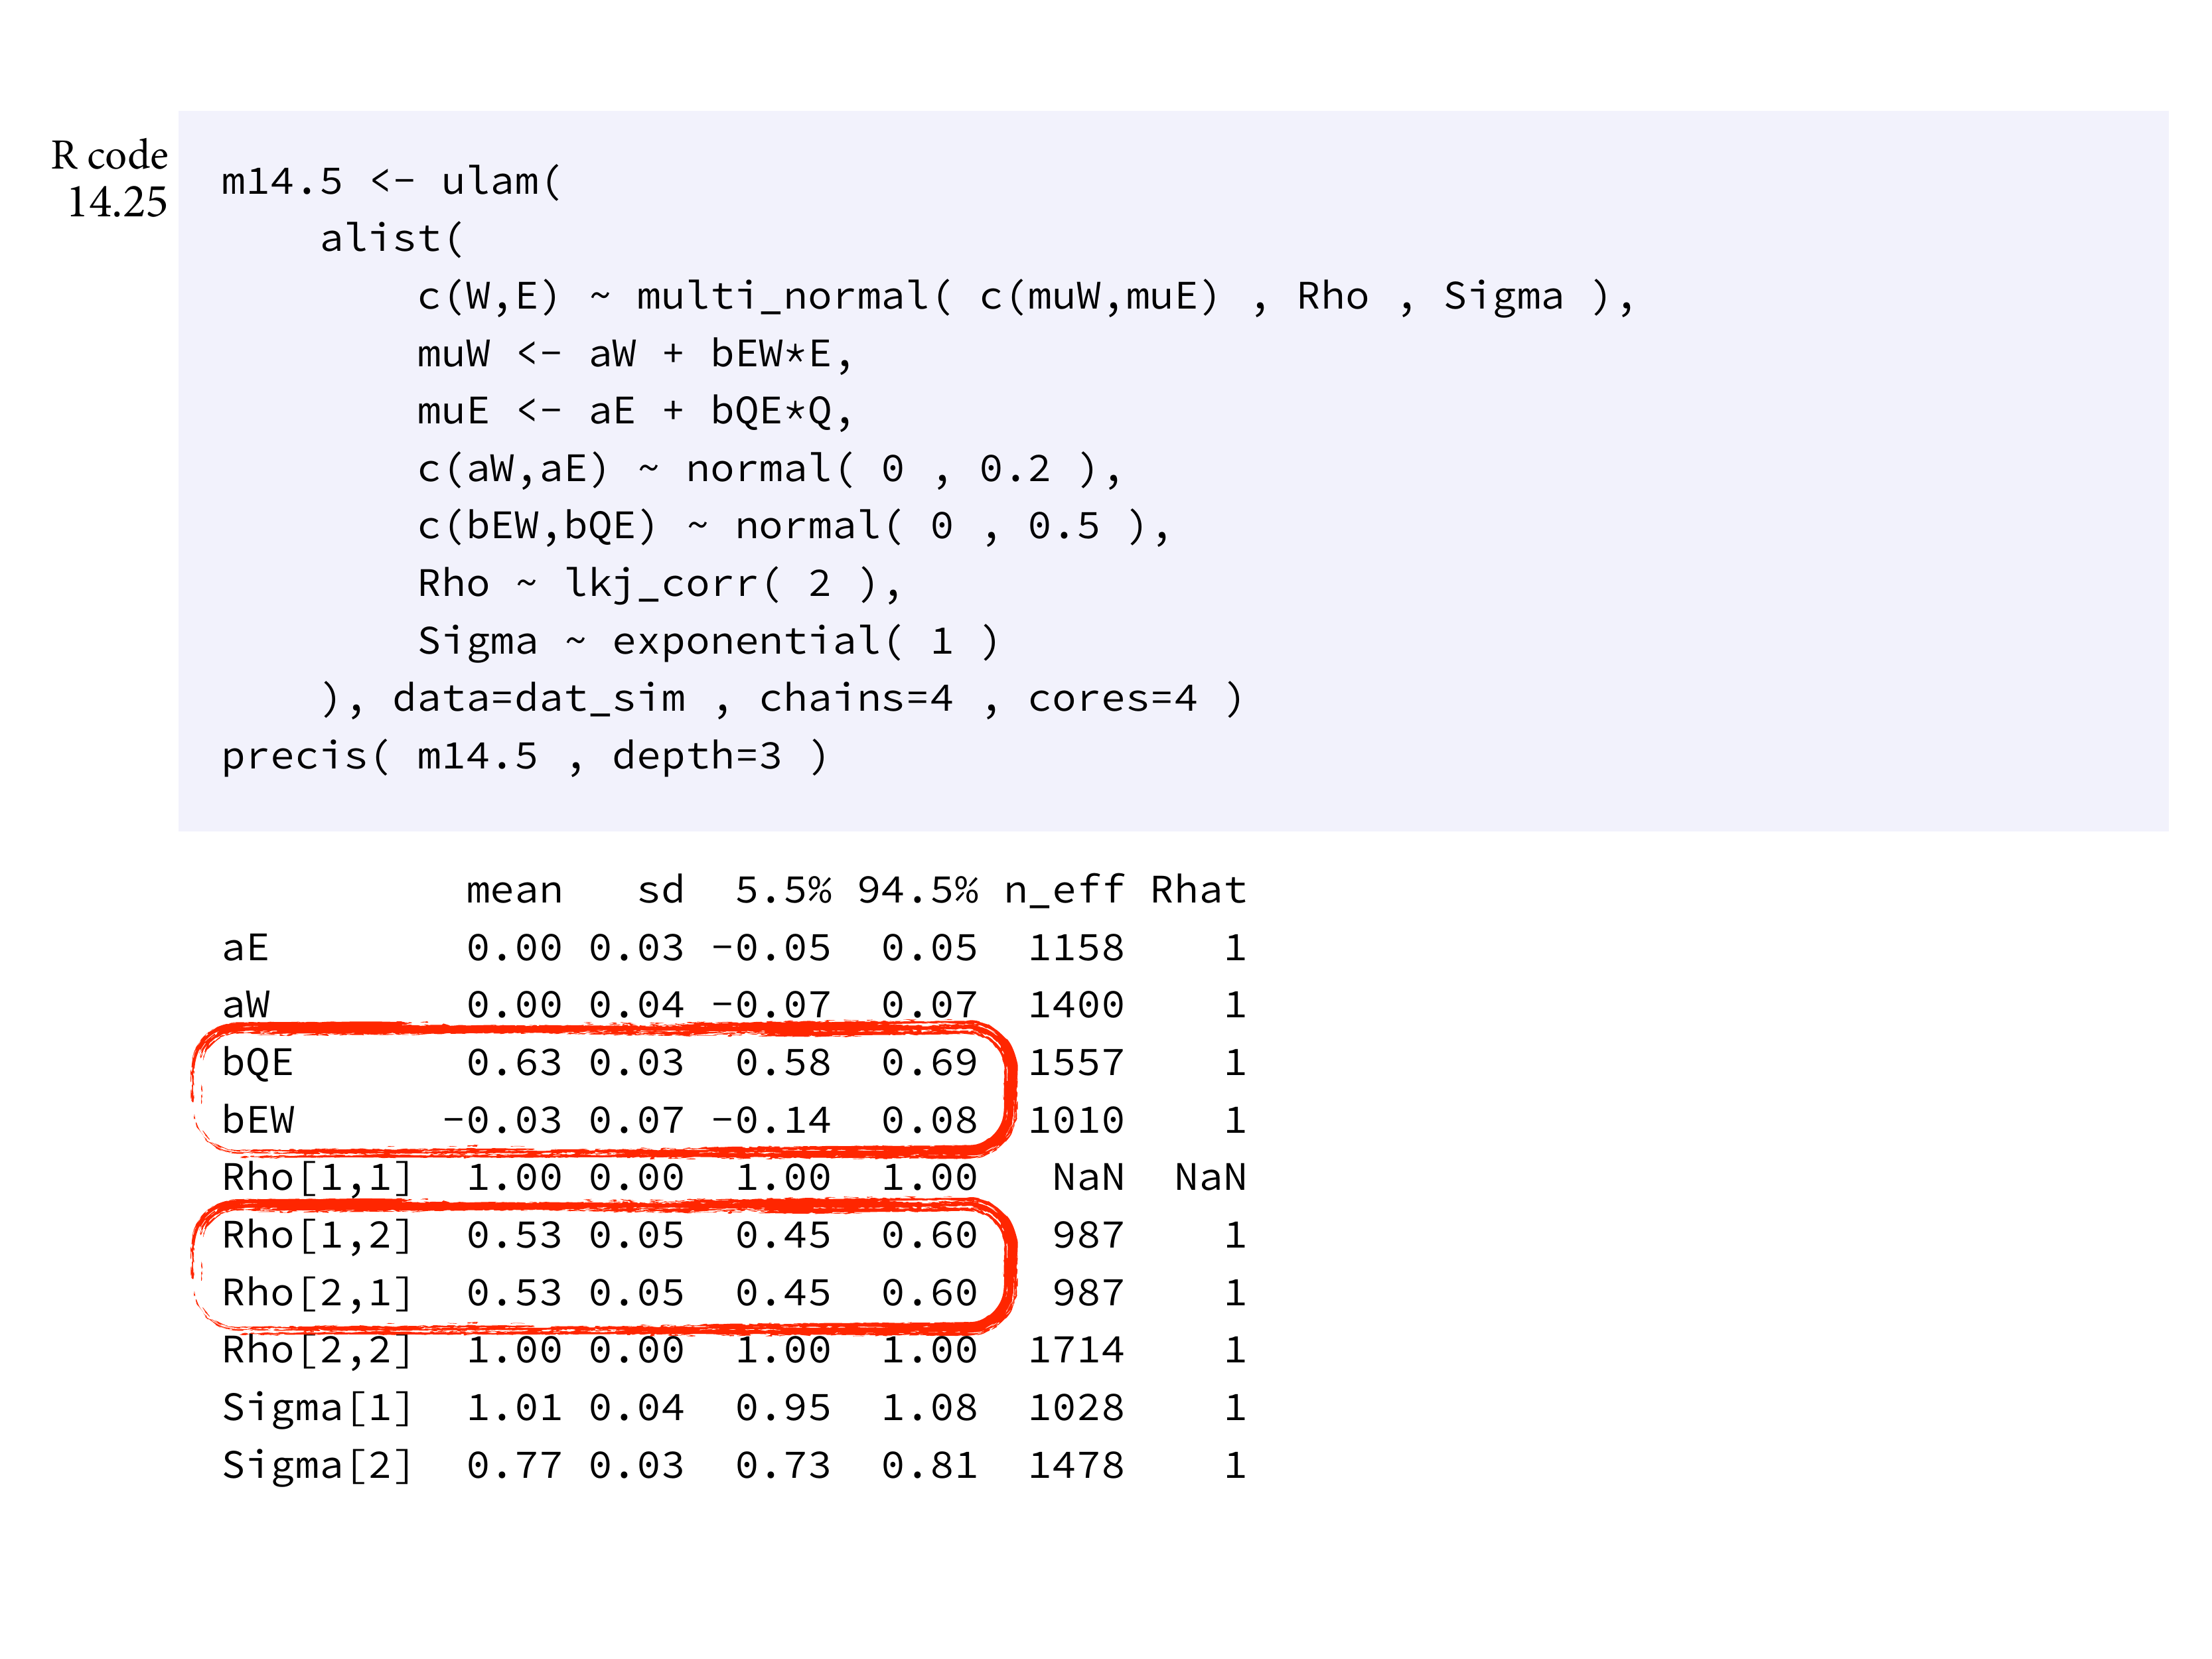 R code
14.25
m14.5 <- ulam(
    alist(
        c(W,E) ~ multi_normal( c(muW,muE) , Rho , Sigma ),
        muW <- aW + bEW*E,
        muE <- aE + bQE*Q,
        c(aW,aE) ~ normal( 0 , 0.2 ),
        c(bEW,bQE) ~ normal( 0 , 0.5 ),
        Rho ~ lkj_corr( 2 ),
        Sigma ~ exponential( 1 )
    ), data=dat_sim , chains=4 , cores=4 )
precis( m14.5 , depth=3 )
           mean   sd  5.5% 94.5% n_eff Rhat
aE         0.00 0.03 −0.05  0.05  1158    1
aW         0.00 0.04 −0.07  0.07  1400    1
bQE        0.63 0.03  0.58  0.69  1557    1
bEW       −0.03 0.07 −0.14  0.08  1010    1
Rho[1,1]   1.00 0.00  1.00  1.00   NaN  NaN
Rho[1,2]   0.53 0.05  0.45  0.60   987    1
Rho[2,1]   0.53 0.05  0.45  0.60   987    1
Rho[2,2]   1.00 0.00  1.00  1.00  1714    1
Sigma[1]   1.01 0.04  0.95  1.08  1028    1
Sigma[2]   0.77 0.03  0.73  0.81  1478    1